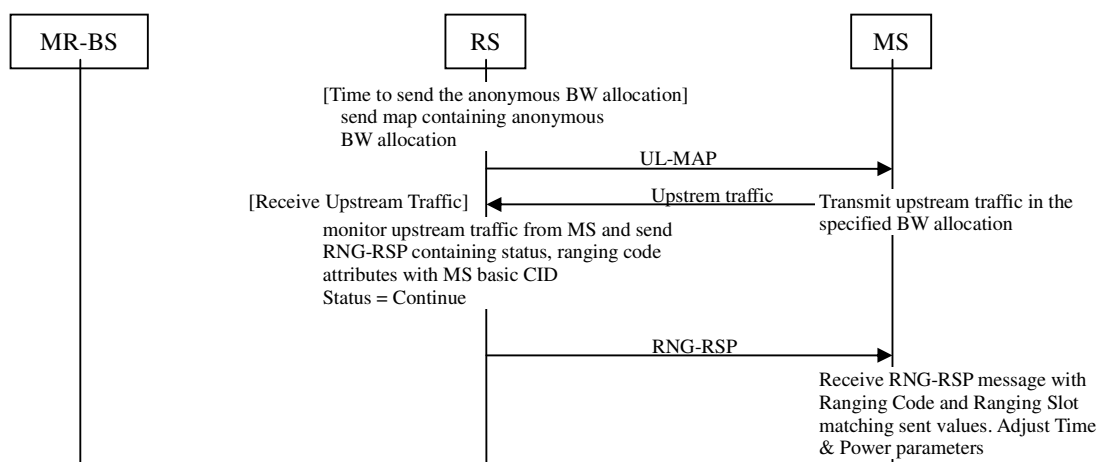 MR-BS
RS
MS
[Time to send the anonymous BW allocation]
send map containing anonymous
BW allocation
UL-MAP
[Receive Upstream Traffic]
Upstrem traffic
Transmit upstream traffic in the
specified BW allocation
monitor upstream traffic from MS and send
RNG-RSP containing status, ranging code
attributes with MS basic CID
Status = Continue
RNG-RSP
Receive RNG-RSP message with
Ranging Code and Ranging Slot
matching sent values. Adjust Time
& Power parameters